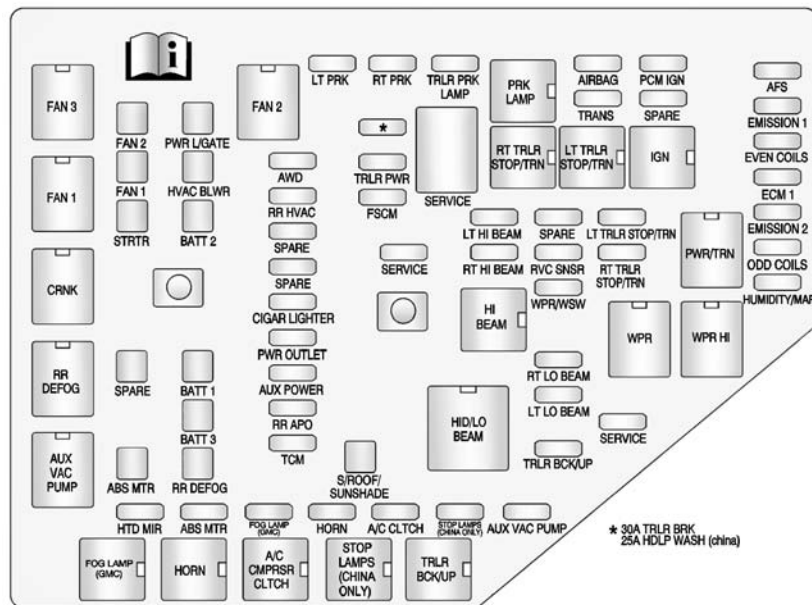 LT PRK
RT PRK
TRLR PRK
LAMP
AIRBAG
PCM IGN
FAN 3
FAN 2
PRK
LAMP
AFS
TRANS
SPARE
EMISSION 1
FAN 2
PWR L/GATE
*
RT TRLR
STOP/TRN
LT TRLR
STOP/TRN
IGN
EVEN COILS
AWD
TRLR PWR
FAN 1
FAN 1
HVAC BLWR
RR HVAC
FSCM
SERVICE
ECM 1
STRTR
BATT 2
SPARE
LT HI BEAM
SPARE
LT TRLR STOP/TRN
EMISSION 2
SPARE
SERVICE
RT HI BEAM
RVC SNSR
RT TRLR
STOP/TRN
PWR/TRN
ODD COILS
CRNK
CIGAR LIGHTER
WPR/WSW
HUMIDITY/MAF
HI
BEAM
PWR OUTLET
WPR
WPR HI
RR
DEFOG
SPARE
BATT 1
AUX POWER
RT LO BEAM
RR APO
LT LO BEAM
BATT 3
TCM
HID/LO
BEAM
SERVICE
AUX
VAC
PUMP
ABS MTR
RR DEFOG
S/ROOF/
SUNSHADE
TRLR BCK/UP
HTD MIR
ABS MTR
FOG LAMP
(GMC)
HORN
A/C CLTCH
STOP LAMPS
(CHINA ONLY)
AUX VAC PUMP
* 30A TRLR BRK
25A HDLP WASH (china)
FOG LAMP
(GMC)
HORN
A/C
CMPRSR
CLTCH
STOP
LAMPS
(CHINA
ONLY)
TRLR
BCK/UP